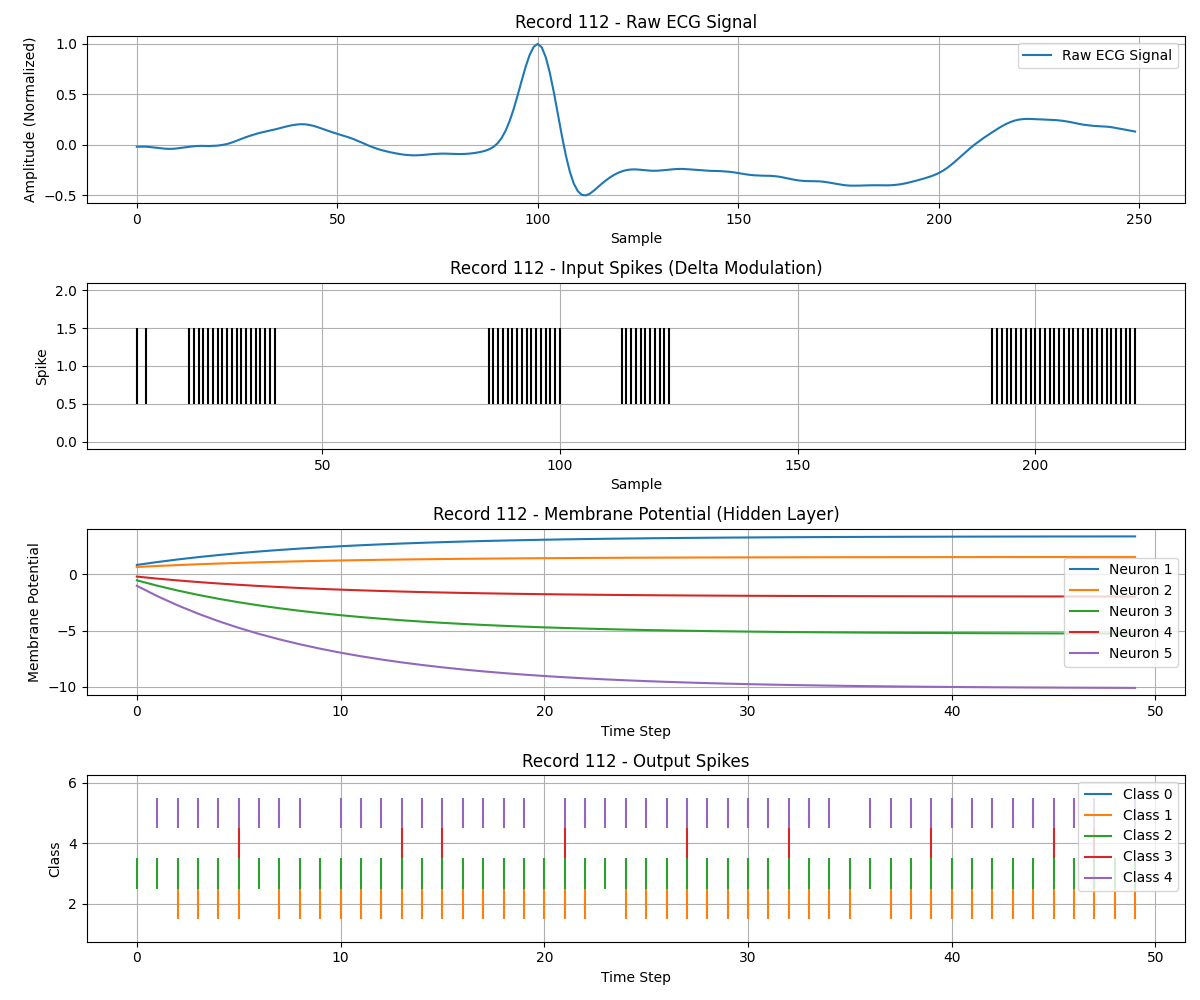 Record 112 - Raw ECG Signal
Amplitude (Normalized)
1.0
0.5
0.0
−0.5
Raw ECG Signal
0 50 100 150 200 250
Sample
Record 112 - Input Spikes (Delta Modulation)
Spike
2.0
1.5
1.0
0.5
0.0
50 100 150 200
Sample
Record 112 - Membrane Potential (Hidden Layer)
Membrane Potential
0
−5
−10
Neuron 1
Neuron 2
Neuron 3
Neuron 4
Neuron 5
0 10 20 30 40 50
Time Step
Record 112 - Output Spikes
Class
6
4
2
Class 0
Class 1
Class 2
Class 3
Class 4
0 10 20 30 40 50
Time Step